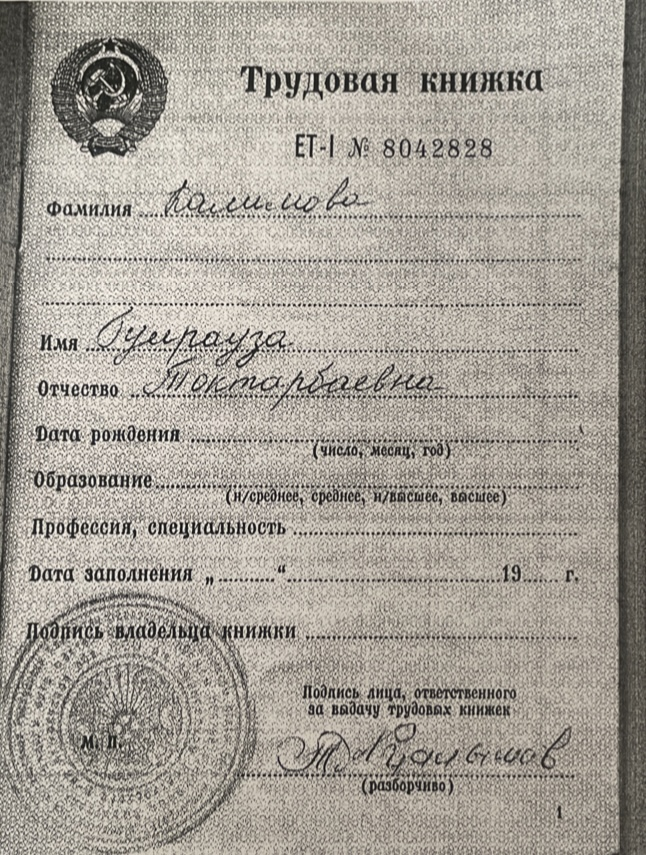 Трудовая книжка
ЕТ-I № 8042828
Фамилия Калимова
Имя Гулрауза
Отчество Токтарбаевна
Дата рождения
(число, месяц, год)
Образование
(н/среднее, среднее, н/высшее, высшее)
Профессия, специальность
Дата заполнения „ “ 19 г.
Подпись владельца книжки
Подпись лица, ответственного
за выдачу трудовых книжек
М. П.
(разборчиво)
1